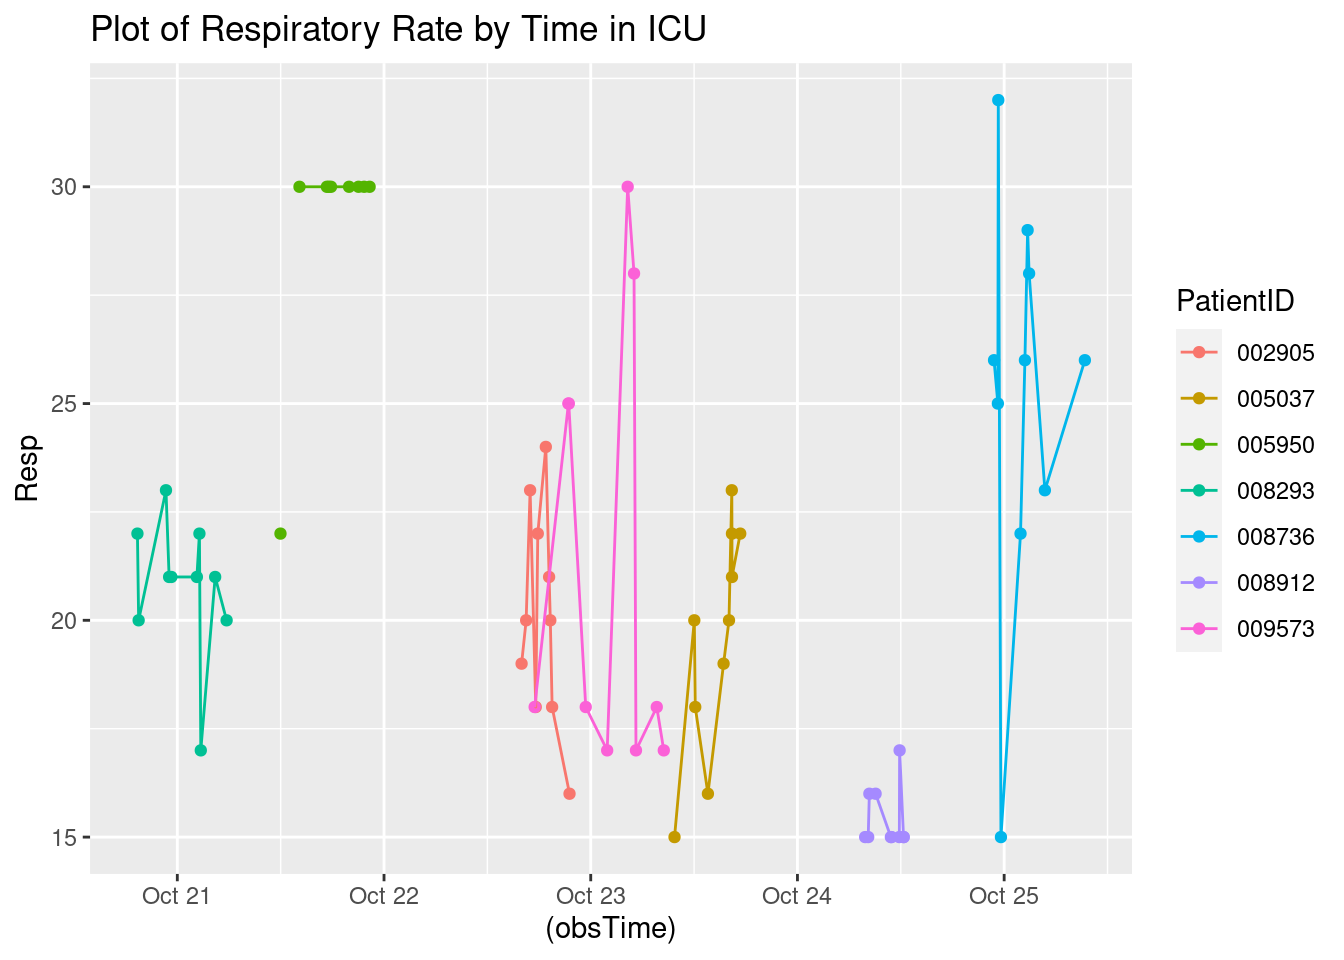 Plot of Respiratory Rate by Time in ICU
30
25
20
15
Resp
Oct 21
Oct 22
Oct 23
Oct 24
Oct 25
(obsTime)
PatientID
002905
005037
005950
008293
008736
008912
009573